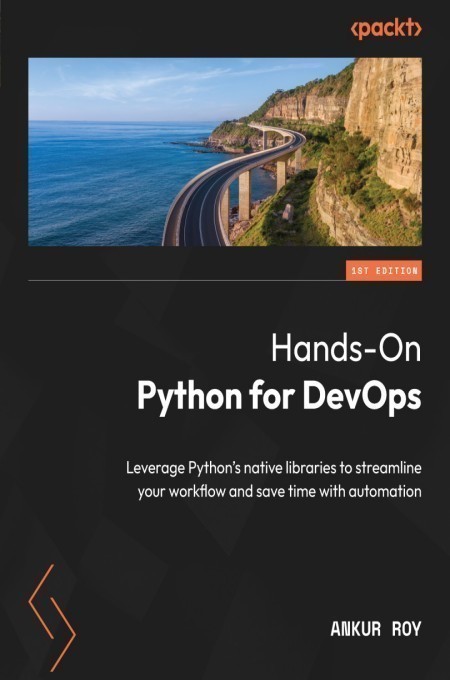 <packt>
1ST EDITION
Hands-On
Python for DevOps
Leverage Python's native libraries to streamline
your workflow and save time with automation
ANKUR ROY